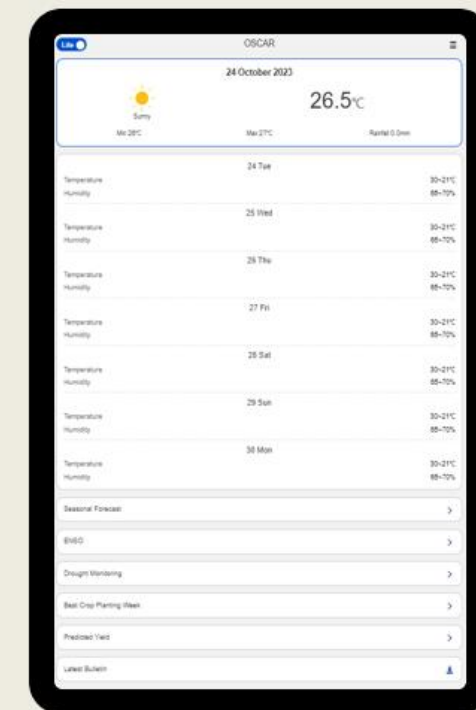 Lite OSCAR
24 October 2023
Sunny 26.5°C
Min 26°C Max 27°C Rainfall 0.0mm
24 Tue
Temperature 30~21°C
Humidity 65~70%
25 Wed
Temperature 30~21°C
Humidity 65~70%
26 Thu
Temperature 30~21°C
Humidity 65~70%
27 Fri
Temperature 30~21°C
Humidity 65~70%
28 Sat
Temperature 30~21°C
Humidity 65~70%
29 Sun
Temperature 30~21°C
Humidity 65~70%
30 Mon
Temperature 30~21°C
Humidity 65~70%
Seasonal Forecast
ENSO
Drought Monitoring
Best Crop Planting Week
Predicted Yield
Latest Bulletin